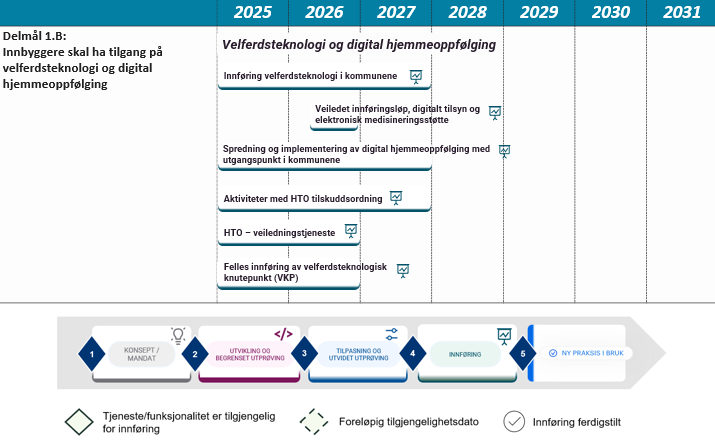 2025 2026 2027 2028 2029 2030 2031
Delmål 1.B:
Innbyggere skal ha tilgang på
velferdsteknologi og digital
hjemmeoppfølging
Velferdsteknologi og digital hjemmeoppfølging
Innføring velferdsteknologi i kommunene
Veiledet innføringsløp, digitalt tilsyn og
elektronisk medisineringsstøtte
Spredning og implementering av digital hjemmeoppfølging med
utgangspunkt i kommunene
Aktiviteter med HTO tilskuddsordning
HTO – veiledningstjeneste
Felles innføring av velferdsteknologisk
knutepunkt (VKP)
1
KONSEPT /
MANDAT
2
UTVIKLING OG
BEGRENSET UTPRØVING
3
TILPASNING OG
UTVIDET UTPRØVING
4
INNFØRING
5
NY PRAKSIS I BRUK
Tjeneste/funksjonalitet er tilgjengelig
for innføring
Foreløpig tilgjengelighetsdato
Innføring ferdigstilt